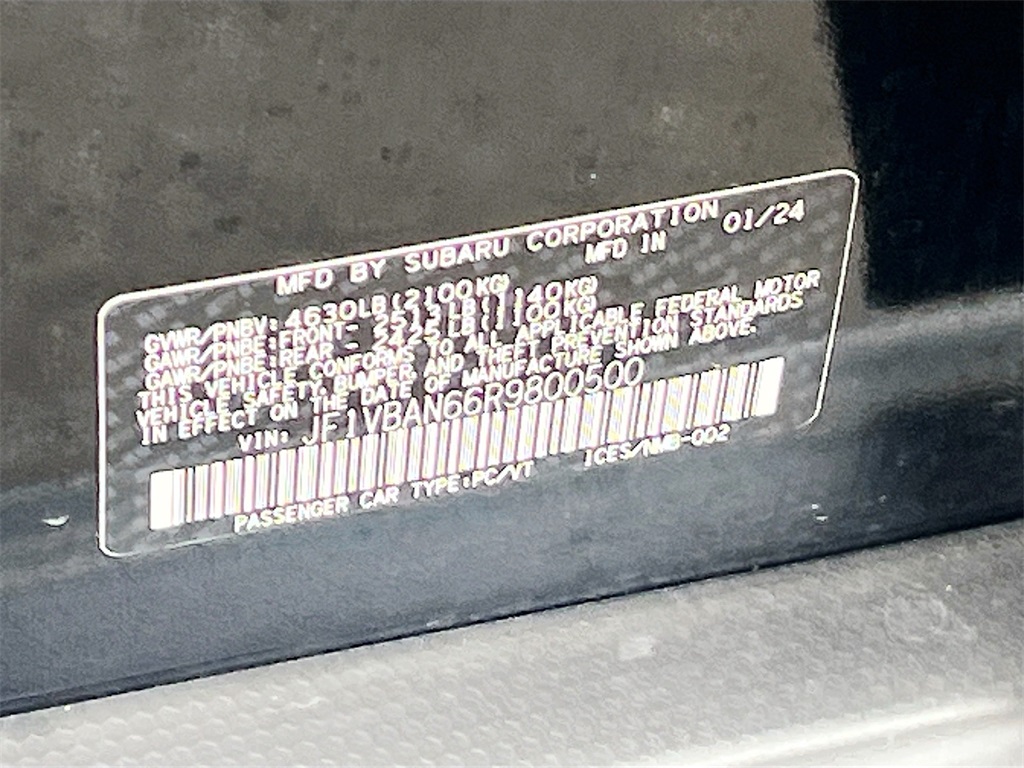 MFD BY SUBARU CORPORATION 01/24
MFD IN
GVWR/PNBV: 4630LB(2100KG)
GAWR/PNBE:FRONT- 2513LB(1140KG)
GAWR/PNBE:REAR - 2425LB(1100KG)
THIS VEHICLE CONFORMS TO ALL APPLICABLE FEDERAL MOTOR
VEHICLE SAFETY, BUMPER, AND THEFT PREVENTION STANDARDS
IN EFFECT ON THE DATE OF MANUFACTURE SHOWN ABOVE.
VIN: JF1VBAN66R9800500
PASSENGER CAR TYPE:PC/VT ICES/NMB-002